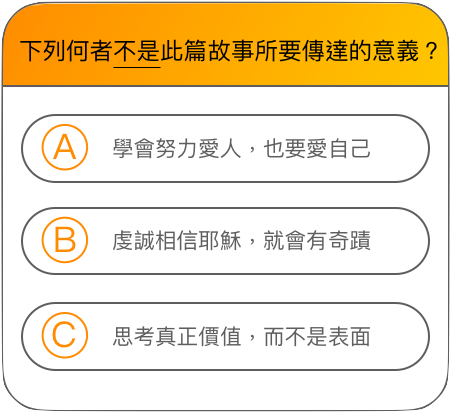 下列何者不是此篇故事所要傳達的意義？
A 學會努力愛人，也要愛自己
B 虔誠相信耶穌，就會有奇蹟
C 思考真正價值，而不是表面